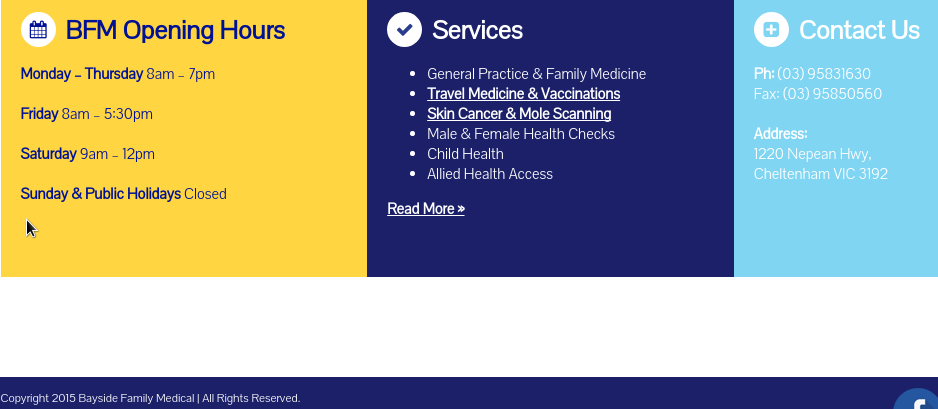 BFM Opening Hours
Monday – Thursday 8am – 7pm
Friday 8am – 5:30pm
Saturday 9am – 12pm
Sunday & Public Holidays Closed
Services
General Practice & Family Medicine
Travel Medicine & Vaccinations
Skin Cancer & Mole Scanning
Male & Female Health Checks
Child Health
Allied Health Access
Read More »
Contact Us
Ph: (03) 95831630
Fax: (03) 95850560
Address:
1220 Nepean Hwy,
Cheltenham VIC 3192
Copyright 2015 Bayside Family Medical | All Rights Reserved.